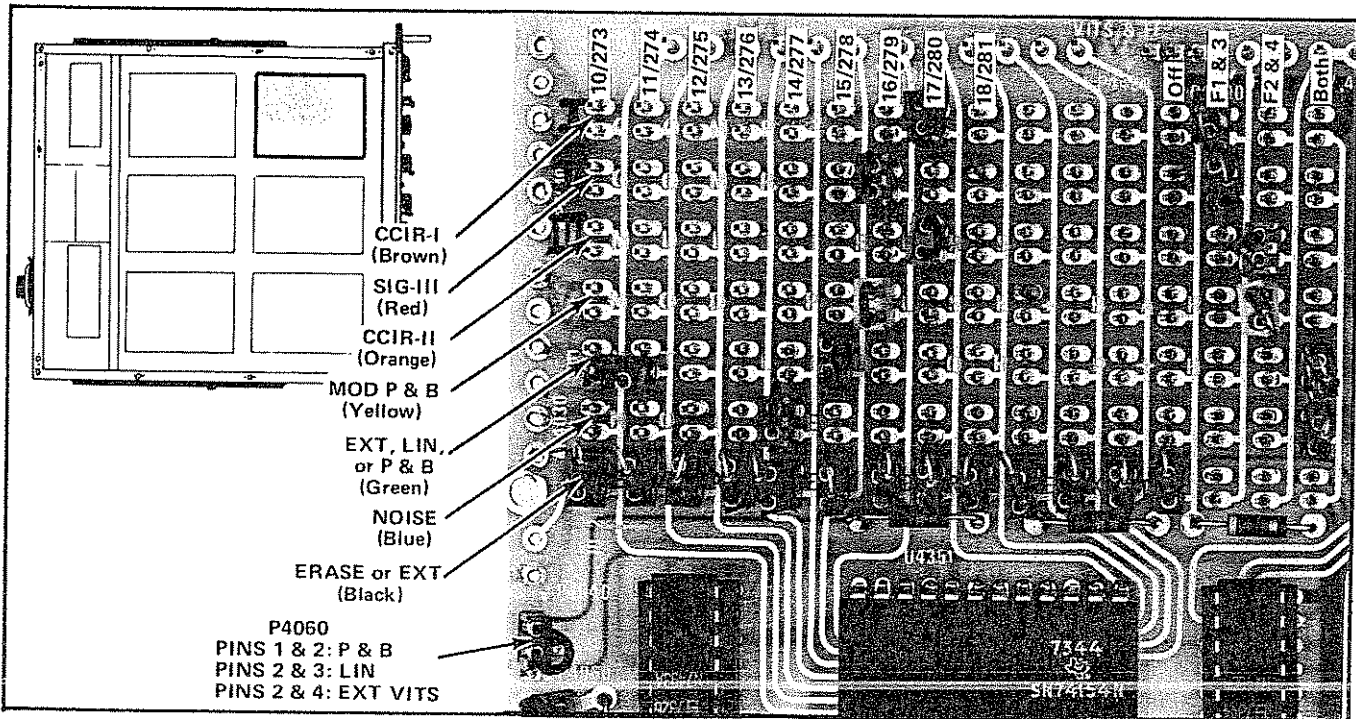 10/273
11/274
12/275
13/276
14/277
15/278
16/279
17/280
18/281
Off
F1 & 3
F2 & 4
Both
CCIR-I
(Brown)
SIG-III
(Red)
CCIR-II
(Orange)
MOD P & B
(Yellow)
EXT, LIN,
or P & B
(Green)
NOISE
(Blue)
ERASE or EXT
(Black)
P4060
PINS 1 & 2: P & B
PINS 2 & 3: LIN
PINS 2 & 4: EXT VITS
U4351
7344
SN74154N